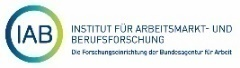 IAB
INSTITUT FÜR ARBEITSMARKT- UND
BERUFSFORSCHUNG
Die Forschungseinrichtung der Bundesagentur für Arbeit